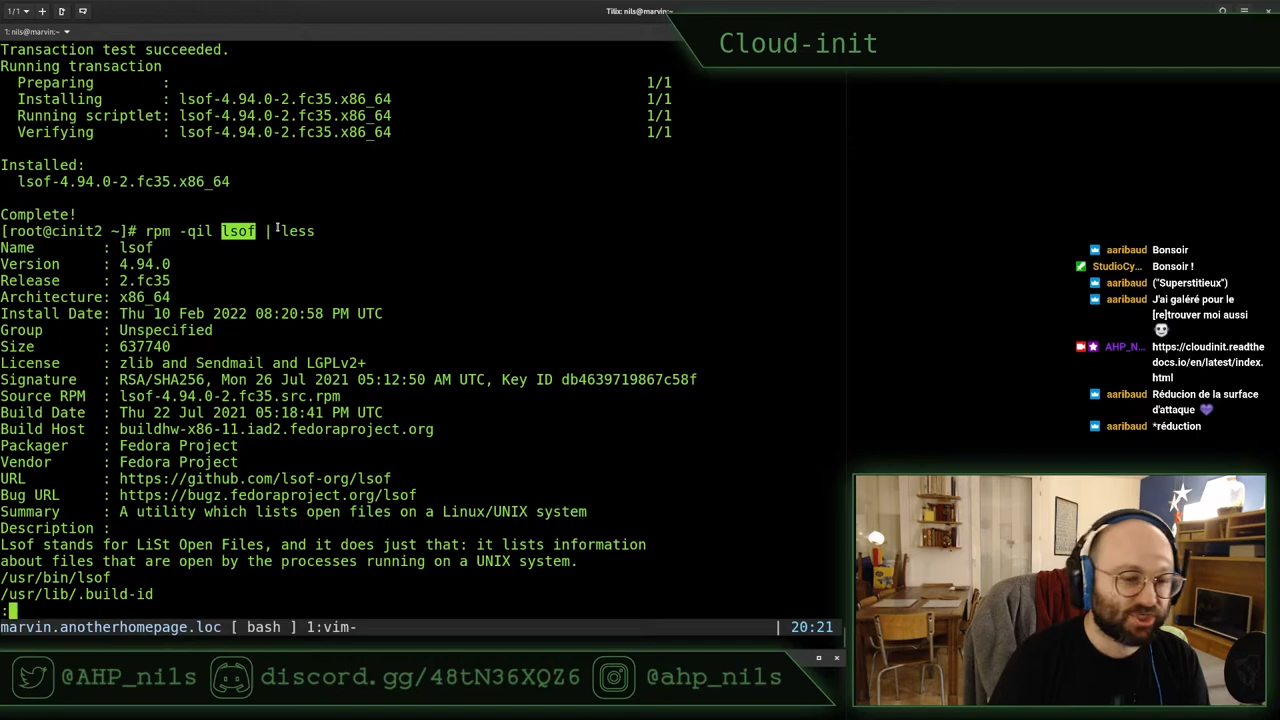 1/1
Tilix: nils@marvin:~
1: nils@marvin:~
Cloud-init
Transaction test succeeded.
Running transaction
Preparing        :                                                          1/1
Installing       : lsof-4.94.0-2.fc35.x86_64                                1/1
Running scriptlet: lsof-4.94.0-2.fc35.x86_64                                1/1
Verifying        : lsof-4.94.0-2.fc35.x86_64                                1/1
Installed:
lsof-4.94.0-2.fc35.x86_64
Complete!
[root@cinit2 ~]# rpm -qil lsof | less
Name        : lsof
Version     : 4.94.0
Release     : 2.fc35
Architecture: x86_64
Install Date: Thu 10 Feb 2022 08:20:58 PM UTC
Group       : Unspecified
Size        : 637740
License     : zlib and Sendmail and LGPLv2+
Signature   : RSA/SHA256, Mon 26 Jul 2021 05:12:50 AM UTC, Key ID db4639719867c58f
Source RPM  : lsof-4.94.0-2.fc35.src.rpm
Build Date  : Thu 22 Jul 2021 05:18:41 PM UTC
Build Host  : buildhw-x86-11.iad2.fedoraproject.org
Packager    : Fedora Project
Vendor      : Fedora Project
URL         : https://github.com/lsof-org/lsof
Bug URL     : https://bugz.fedoraproject.org/lsof
Summary     : A utility which lists open files on a Linux/UNIX system
Description :
Lsof stands for LiSt Open Files, and it does just that: it lists information
about files that are open by the processes running on a UNIX system.
/usr/bin/lsof
/usr/lib/.build-id
:
marvin.anotherhomepage.loc [ bash ] 1:vim- | 20:21
aaribaud Bonsoir
StudioCy... Bonsoir !
aaribaud ("Superstitieux")
aaribaud J'ai galéré pour le
[re]trouver moi aussi
AHP_N... https://cloudinit.readthe
docs.io/en/latest/index.
html
aaribaud Réducion de la surface
d'attaque
aaribaud *réduction
@AHP_nils discord.gg/48tN36XQZ6 @ahp_nils